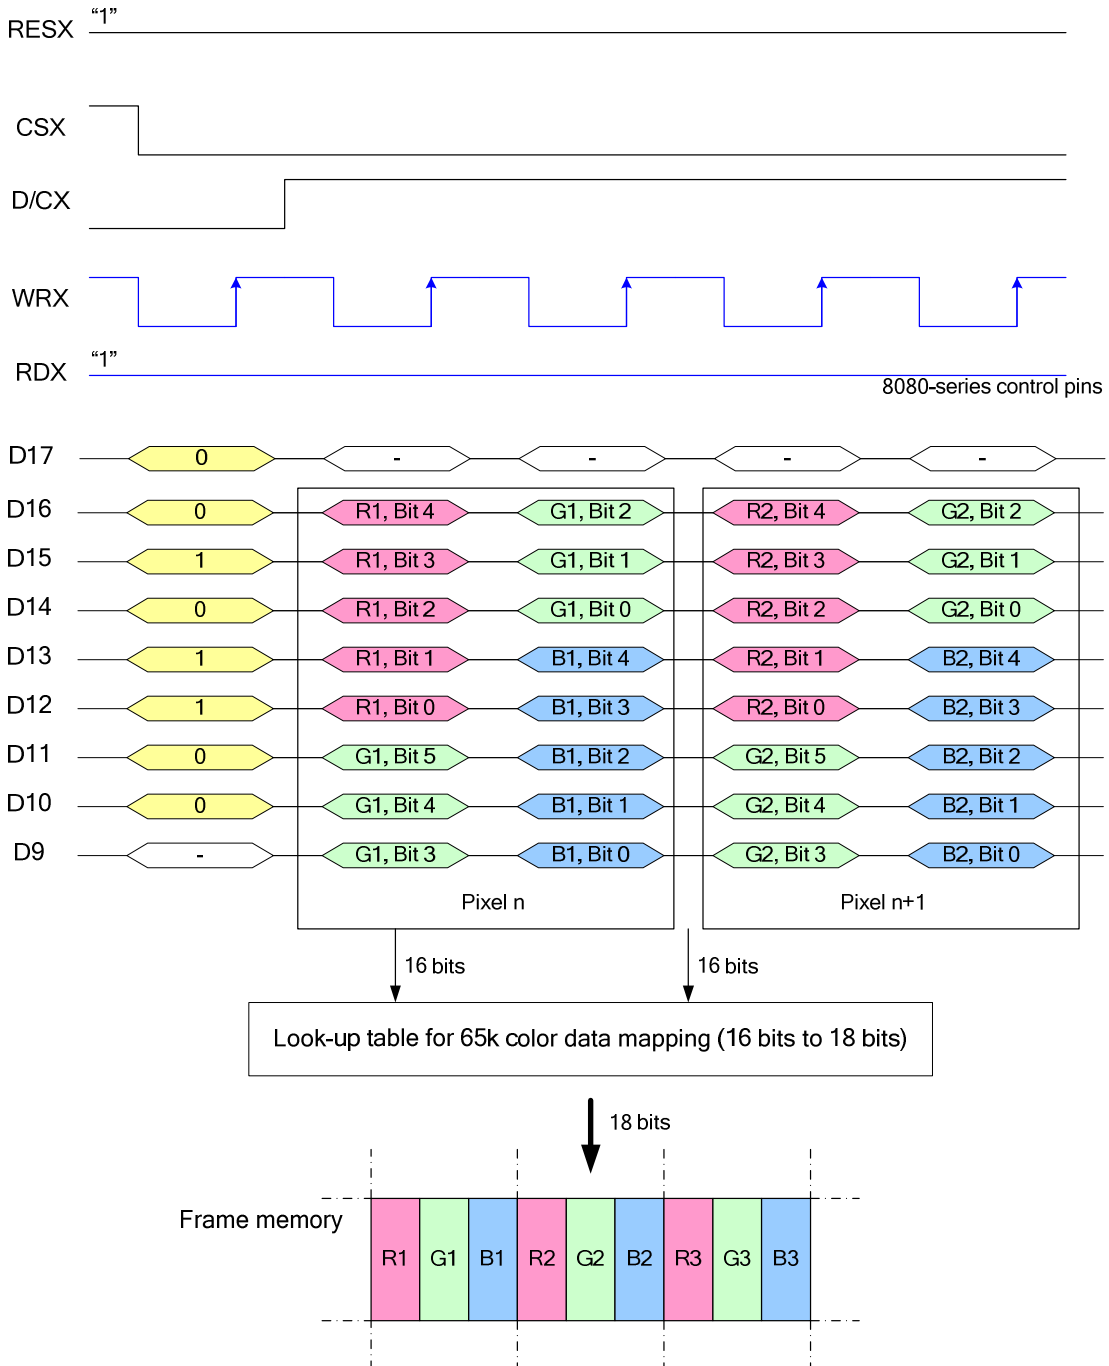 RESX “1”
CSX
D/CX
WRX
RDX “1”
8080-series control pins
D17 0 - - - -
D16 0 R1, Bit 4 G1, Bit 2 R2, Bit 4 G2, Bit 2
D15 1 R1, Bit 3 G1, Bit 1 R2, Bit 3 G2, Bit 1
D14 0 R1, Bit 2 G1, Bit 0 R2, Bit 2 G2, Bit 0
D13 1 R1, Bit 1 B1, Bit 4 R2, Bit 1 B2, Bit 4
D12 1 R1, Bit 0 B1, Bit 3 R2, Bit 0 B2, Bit 3
D11 0 G1, Bit 5 B1, Bit 2 G2, Bit 5 B2, Bit 2
D10 0 G1, Bit 4 B1, Bit 1 G2, Bit 4 B2, Bit 1
D9 - G1, Bit 3 B1, Bit 0 G2, Bit 3 B2, Bit 0
Pixel n Pixel n+1
16 bits 16 bits
Look-up table for 65k color data mapping (16 bits to 18 bits)
18 bits
Frame memory
R1 G1 B1 R2 G2 B2 R3 G3 B3